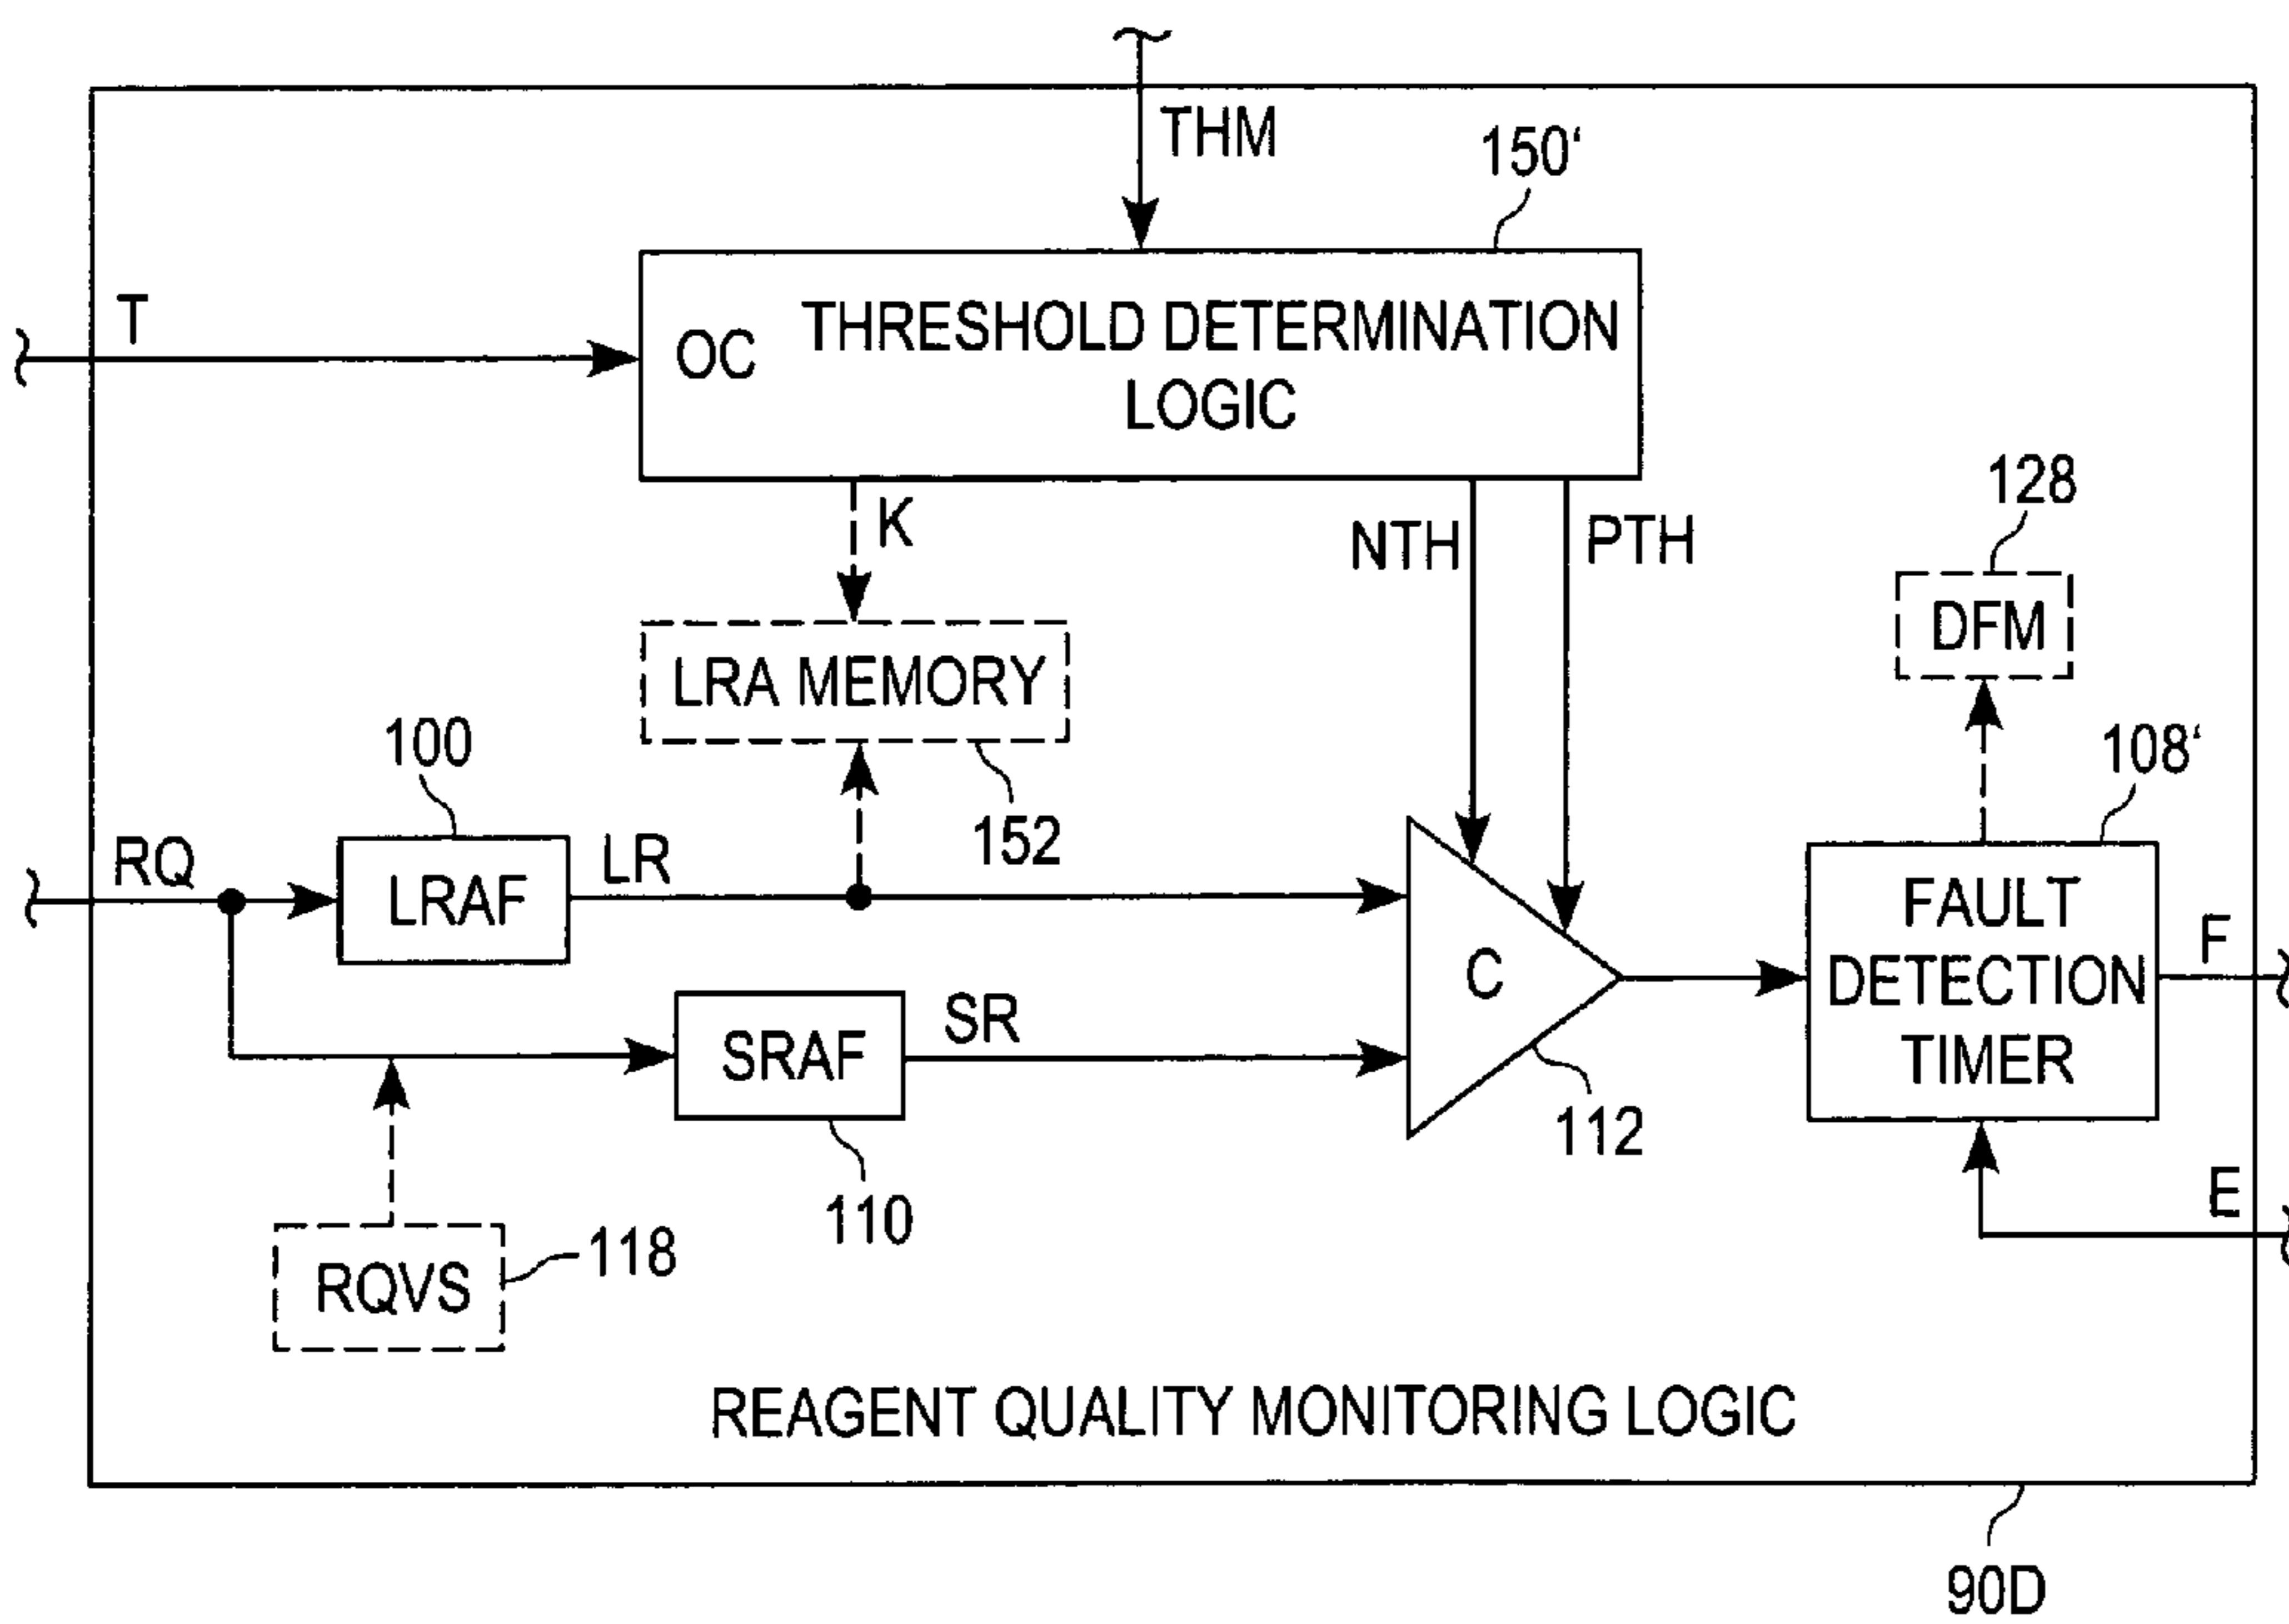 THM
150‘
T
OC
THRESHOLD DETERMINATION
LOGIC
K
NTH
PTH
128
DFM
LRA MEMORY
100
108‘
152
RQ
LRAF
LR
FAULT
DETECTION
TIMER
F
C
SRAF
SR
112
110
E
RQVS
118
REAGENT QUALITY MONITORING LOGIC
90D